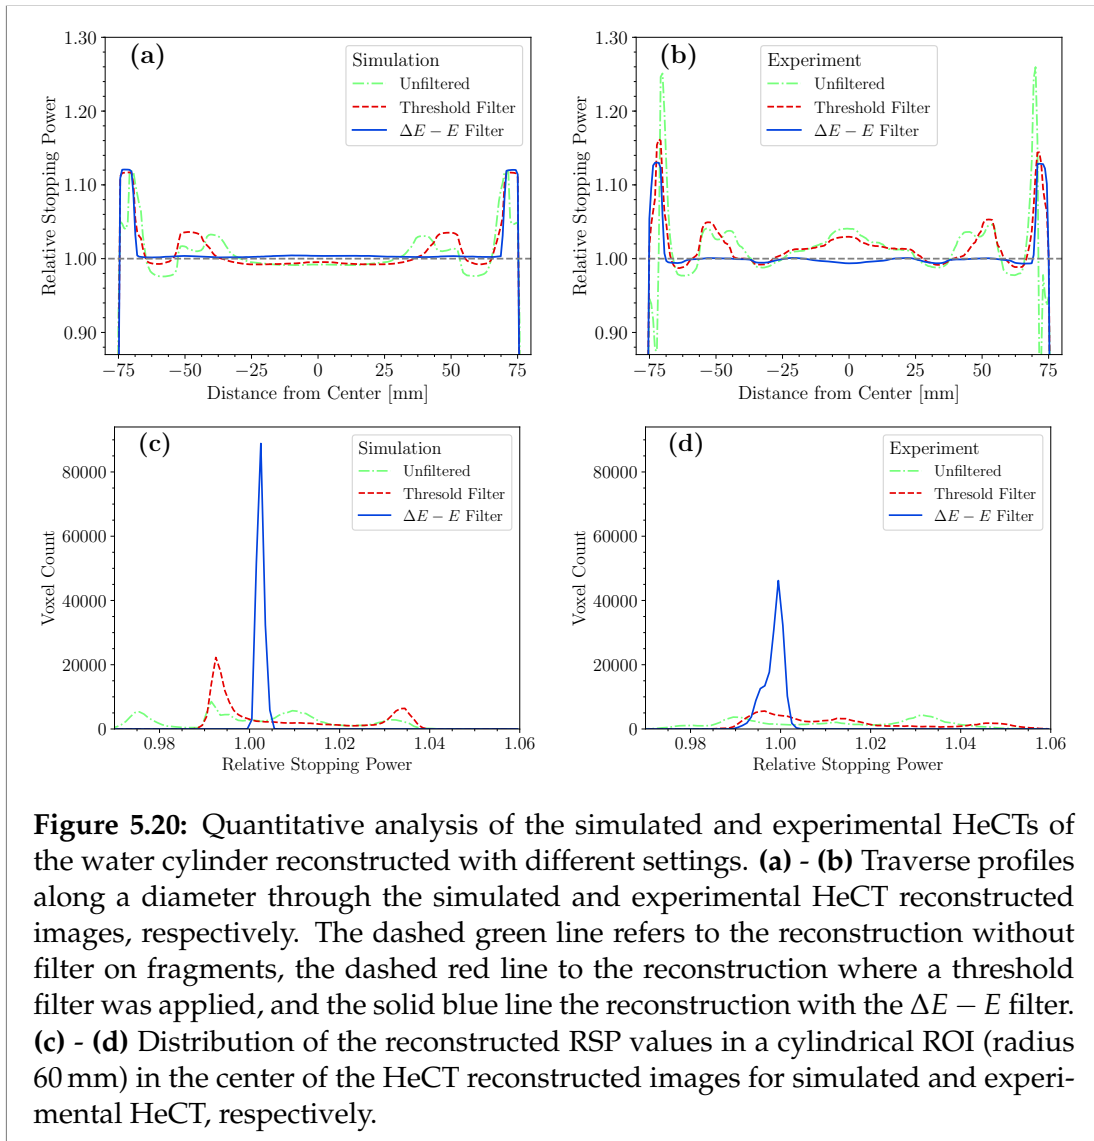 (a)
Simulation
Unfiltered
Threshold Filter
ΔE − E Filter
1.30
1.20
1.10
1.00
0.90
Relative Stopping Power
−75 −50 −25 0 25 50 75
Distance from Center [mm]
(b)
Experiment
Unfiltered
Threshold Filter
ΔE − E Filter
1.30
1.20
1.10
1.00
0.90
Relative Stopping Power
−75 −50 −25 0 25 50 75
Distance from Center [mm]
(c)
Simulation
Unfiltered
Thresold Filter
ΔE − E Filter
80000
60000
40000
20000
0
Voxel Count
0.98 1.00 1.02 1.04 1.06
Relative Stopping Power
(d)
Experiment
Unfiltered
Thresold Filter
ΔE − E Filter
80000
60000
40000
20000
0
Voxel Count
0.98 1.00 1.02 1.04 1.06
Relative Stopping Power
Figure 5.20: Quantitative analysis of the simulated and experimental HeCTs of
the water cylinder reconstructed with different settings. (a) - (b) Traverse profiles
along a diameter through the simulated and experimental HeCT reconstructed
images, respectively. The dashed green line refers to the reconstruction without
filter on fragments, the dashed red line to the reconstruction where a threshold
filter was applied, and the solid blue line the reconstruction with the ΔE − E filter.
(c) - (d) Distribution of the reconstructed RSP values in a cylindrical ROI (radius
60 mm) in the center of the HeCT reconstructed images for simulated and experi-
mental HeCT, respectively.